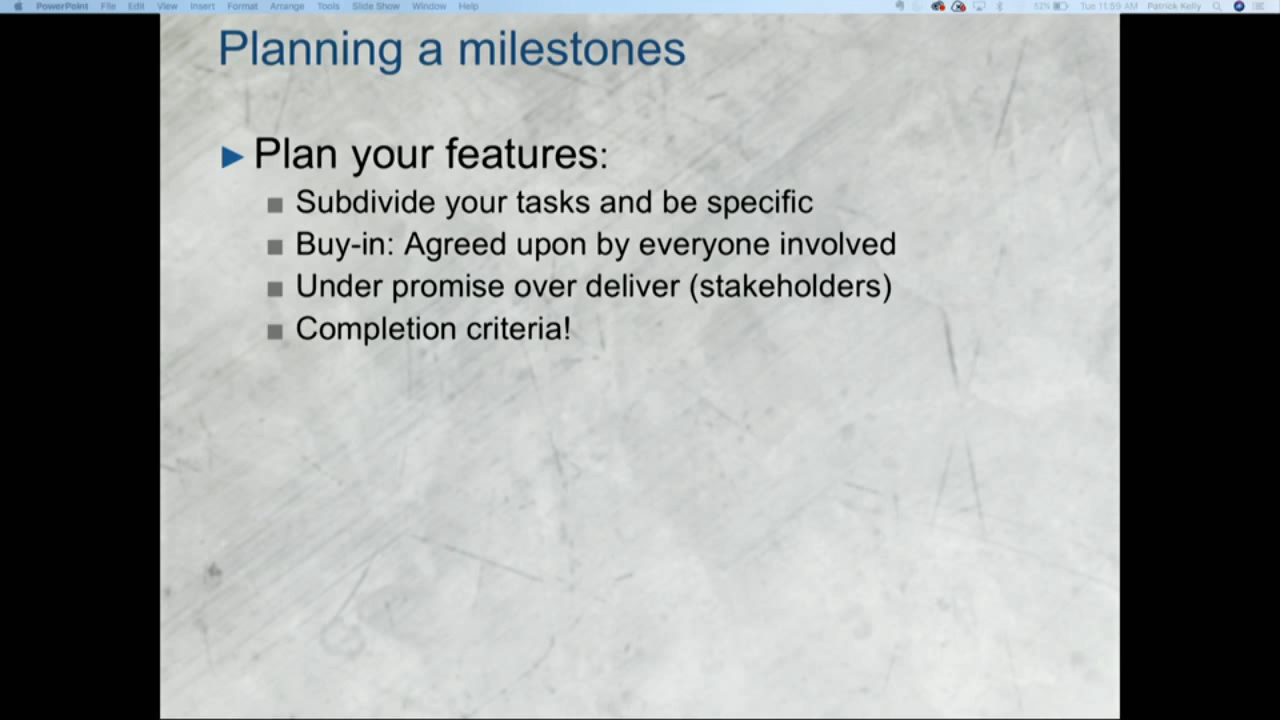 PowerPoint File Edit View Insert Format Arrange Tools Slide Show Window Help 52% Tue 11:59 AM Patrick Kelly
Planning a milestones
Plan your features:
Subdivide your tasks and be specific
Buy-in: Agreed upon by everyone involved
Under promise over deliver (stakeholders)
Completion criteria!